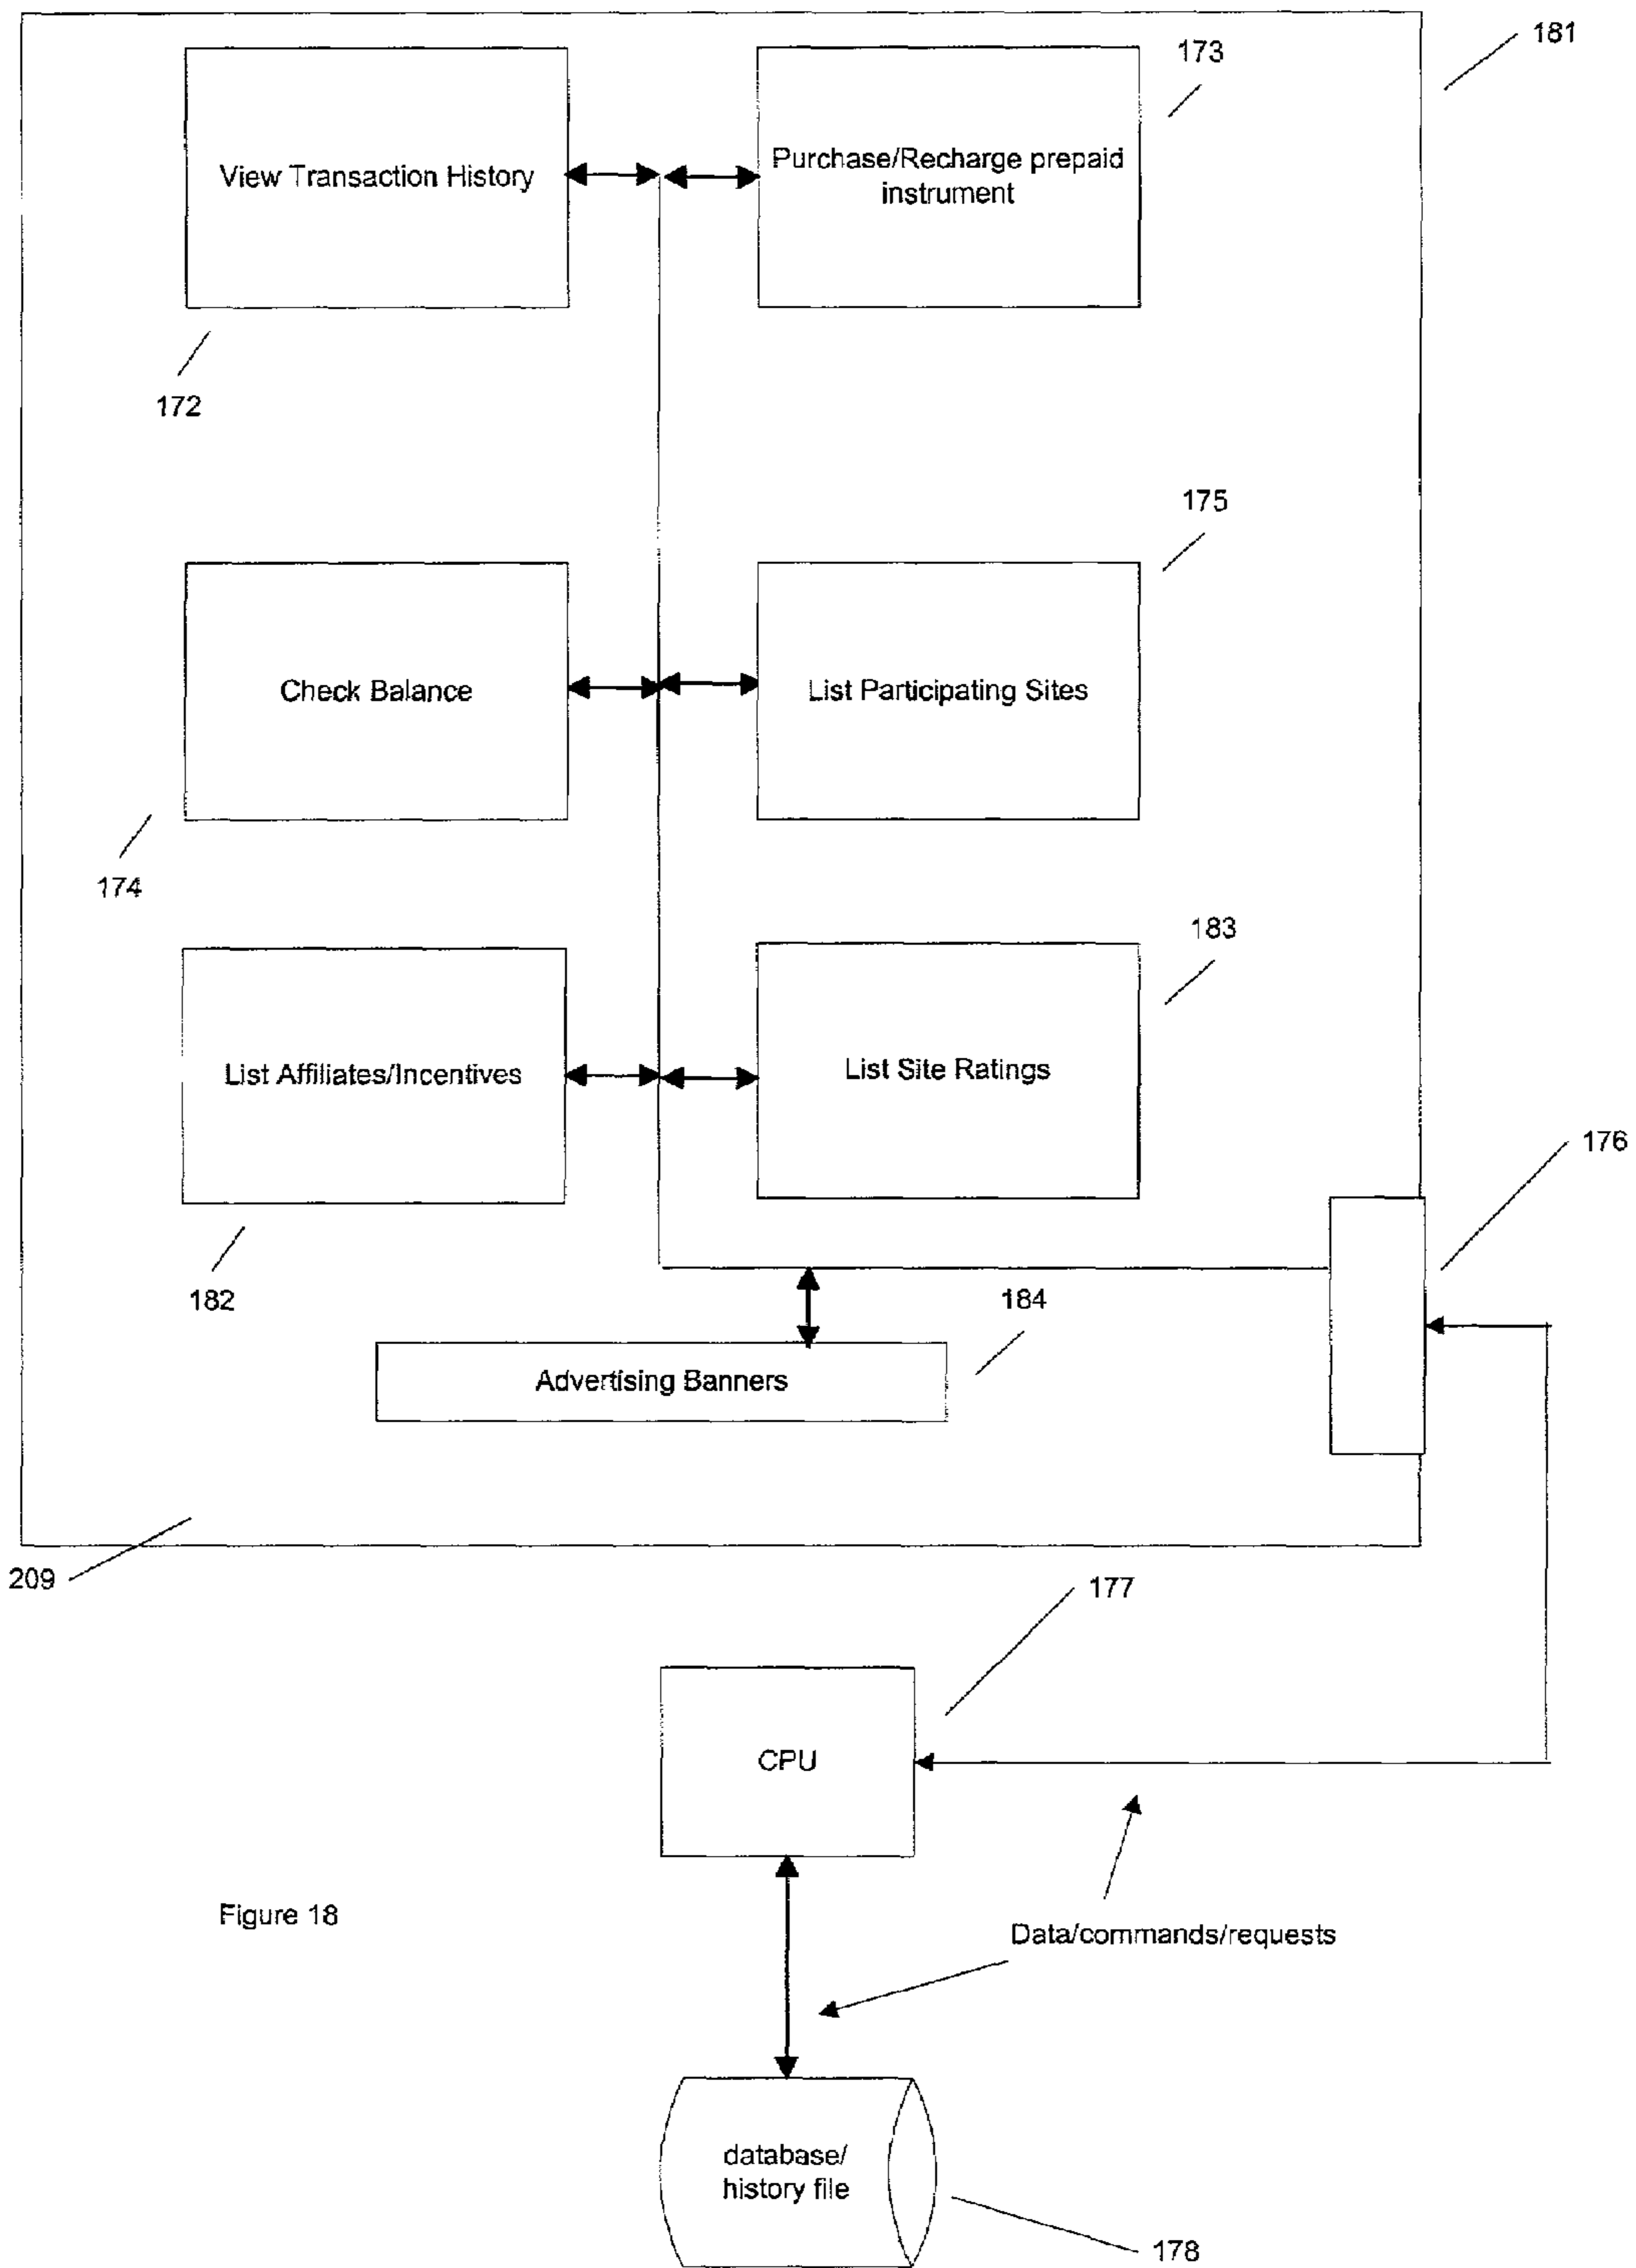 181
173
View Transaction History
Purchase/Recharge prepaid
instrument
172
175
Check Balance
List Participating Sites
174
183
List Affiliates/Incentives
List Site Ratings
176
182
184
Advertising Banners
209
177
CPU
Figure 18
Data/commands/requests
database/
history file
178